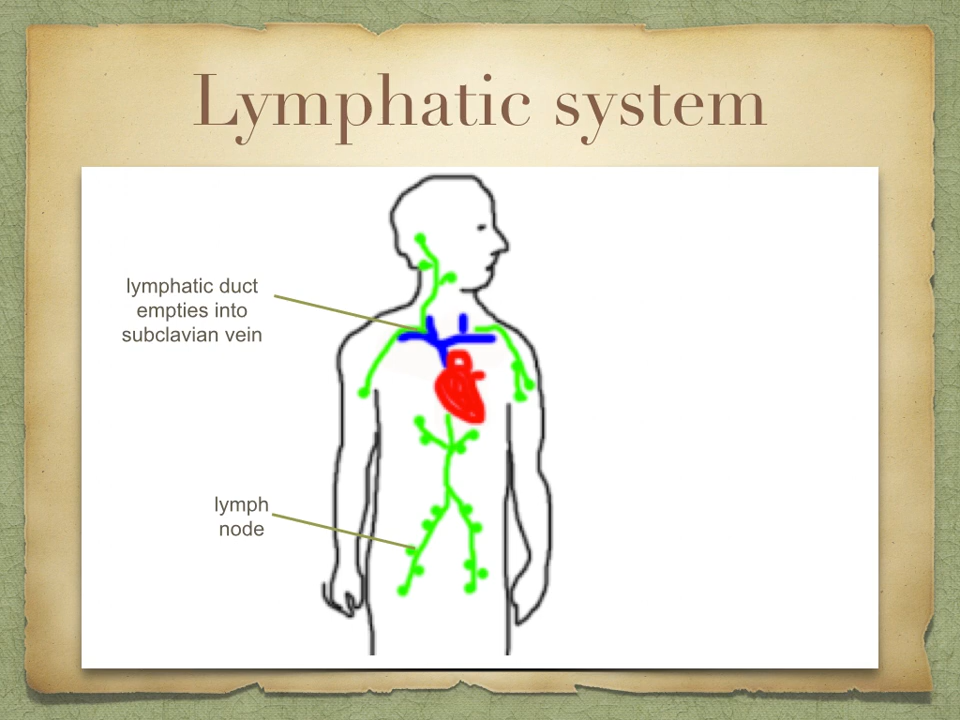 Lymphatic system
lymphatic duct
empties into
subclavian vein
lymph
node